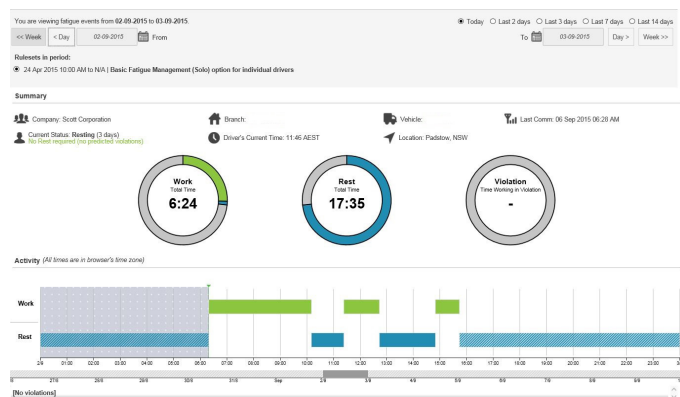 You are viewing fatigue events from 02-09-2015 to 03-09-2015.
Today Last 2 days Last 3 days Last 7 days Last 14 days
<< Week < Day 02-09-2015 From To 03-09-2015 Day > Week >>
Rulesets in period:
24 Apr 2015 10:00 AM to N/A | Basic Fatigue Management (Solo) option for individual drivers
Summary
Company: Scott Corporation Branch: Vehicle: Last Comm: 06 Sep 2015 06:28 AM
Current Status: Resting (3 days) Driver's Current Time: 11:46 AEST Location: Padstow, NSW
No Rest required (no predicted violations)
Work Rest Violation
Total Time Total Time Time Working in Violation
6:24 17:35 -
Activity (All times are in browser's time zone)
Work
Rest
2/9 01:00 02:00 03:00 04:00 05:00 06:00 07:00 08:00 09:00 10:00 11:00 12:00 13:00 14:00 15:00 16:00 17:00 18:00 19:00 20:00 21:00 22:00 23:00
27/8 28/8 30/8 31/8 Sep 2/9 3/9 4/9 5/9 6/9 7/9 8/9 9/9
[No violations]